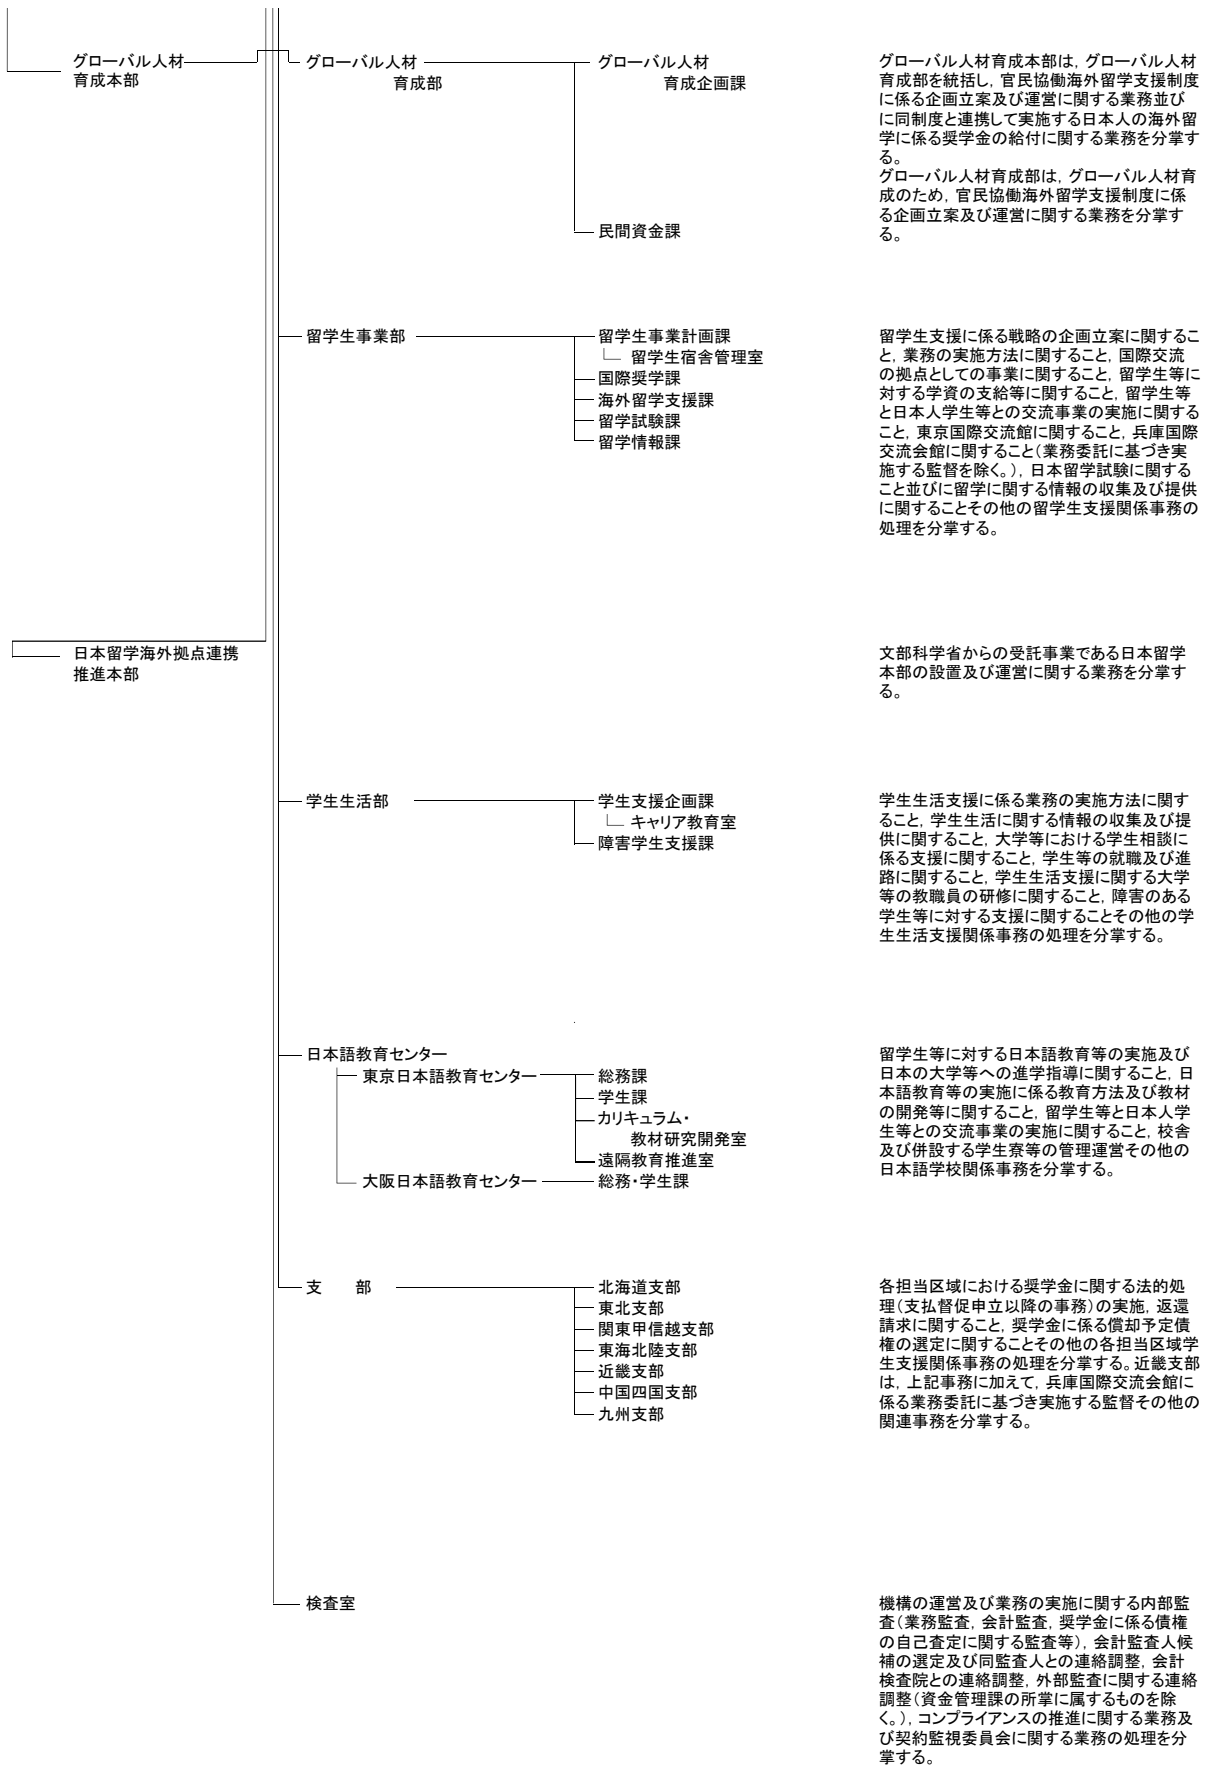 グローバル人材
育成本部
グローバル人材
育成部
グローバル人材
育成企画課
民間資金課
グローバル人材育成本部は, グローバル人材
育成部を統括し, 官民協働海外留学支援制度
に係る企画立案及び運営に関する業務並び
に同制度と連携して実施する日本人の海外留
学に係る奨学金の給付に関する業務を分掌す
る。
グローバル人材育成部は, グローバル人材育
成のため, 官民協働海外留学支援制度に係
る企画立案及び運営に関する業務を分掌す
る。
留学生事業部
留学生事業計画課
留学生宿舎管理室
国際奨学課
海外留学支援課
留学試験課
留学情報課
留学生支援に係る戦略の企画立案に関するこ
と, 業務の実施方法に関すること, 国際交流
の拠点としての事業に関すること, 留学生等に
対する学資の支給等に関すること, 留学生等
と日本人学生等との交流事業の実施に関する
こと, 東京国際交流館に関すること, 兵庫国際
交流会館に関すること(業務委託に基づき実
施する監督を除く。), 日本留学試験に関する
こと並びに留学に関する情報の収集及び提供
に関することその他の留学生支援関係事務の
処理を分掌する。
日本留学海外拠点連携
推進本部
文部科学省からの受託事業である日本留学
本部の設置及び運営に関する業務を分掌す
る。
学生生活部
学生支援企画課
キャリア教育室
障害学生支援課
学生生活支援に係る業務の実施方法に関す
ること, 学生生活に関する情報の収集及び提
供に関すること, 大学等における学生相談に
係る支援に関すること, 学生等の就職及び進
路に関すること, 学生生活支援に関する大学
等の教職員の研修に関すること, 障害のある
学生等に対する支援に関することその他の学
生生活支援関係事務の処理を分掌する。
日本語教育センター
東京日本語教育センター
総務課
学生課
カリキュラム・
教材研究開発室
遠隔教育推進室
大阪日本語教育センター
総務・学生課
留学生等に対する日本語教育等の実施及び
日本の大学等への進学指導に関すること, 日
本語教育等の実施に係る教育方法及び教材
の開発等に関すること, 留学生等と日本人学
生等との交流事業の実施に関すること, 校舎
及び併設する学生寮等の管理運営その他の
日本語学校関係事務を分掌する。
支 部
北海道支部
東北支部
関東甲信越支部
東海北陸支部
近畿支部
中国四国支部
九州支部
各担当区域における奨学金に関する法的処
理(支払督促申立以降の事務)の実施, 返還
請求に関すること, 奨学金に係る償却予定債
権の選定に関することその他の各担当区域学
生支援関係事務の処理を分掌する。近畿支部
は, 上記事務に加えて, 兵庫国際交流会館に
係る業務委託に基づき実施する監督その他の
関連事務を分掌する。
検査室
機構の運営及び業務の実施に関する内部監
査(業務監査, 会計監査, 奨学金に係る債権
の自己査定に関する監査等), 会計監査人候
補の選定及び同監査人との連絡調整, 会計
検査院との連絡調整, 外部監査に関する連絡
調整(資金管理課の所掌に属するものを除
く。), コンプライアンスの推進に関する業務及
び契約監視委員会に関する業務の処理を分
掌する。